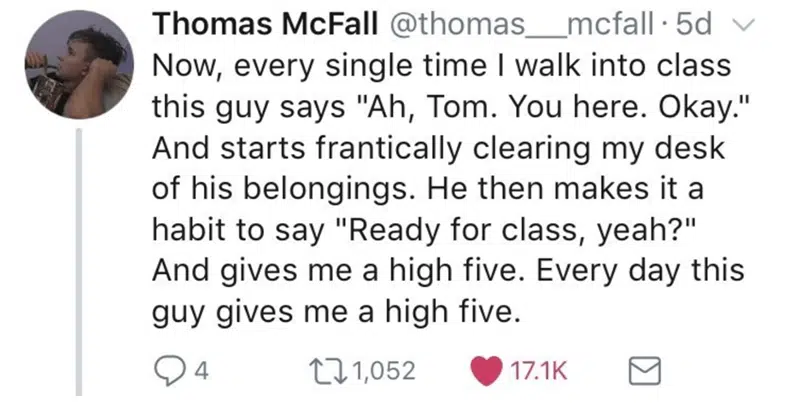 Thomas McFall @thomas__mcfall · 5d
Now, every single time I walk into class
this guy says "Ah, Tom. You here. Okay."
And starts frantically clearing my desk
of his belongings. He then makes it a
habit to say "Ready for class, yeah?"
And gives me a high five. Every day this
guy gives me a high five.
4 1,052 17.1K